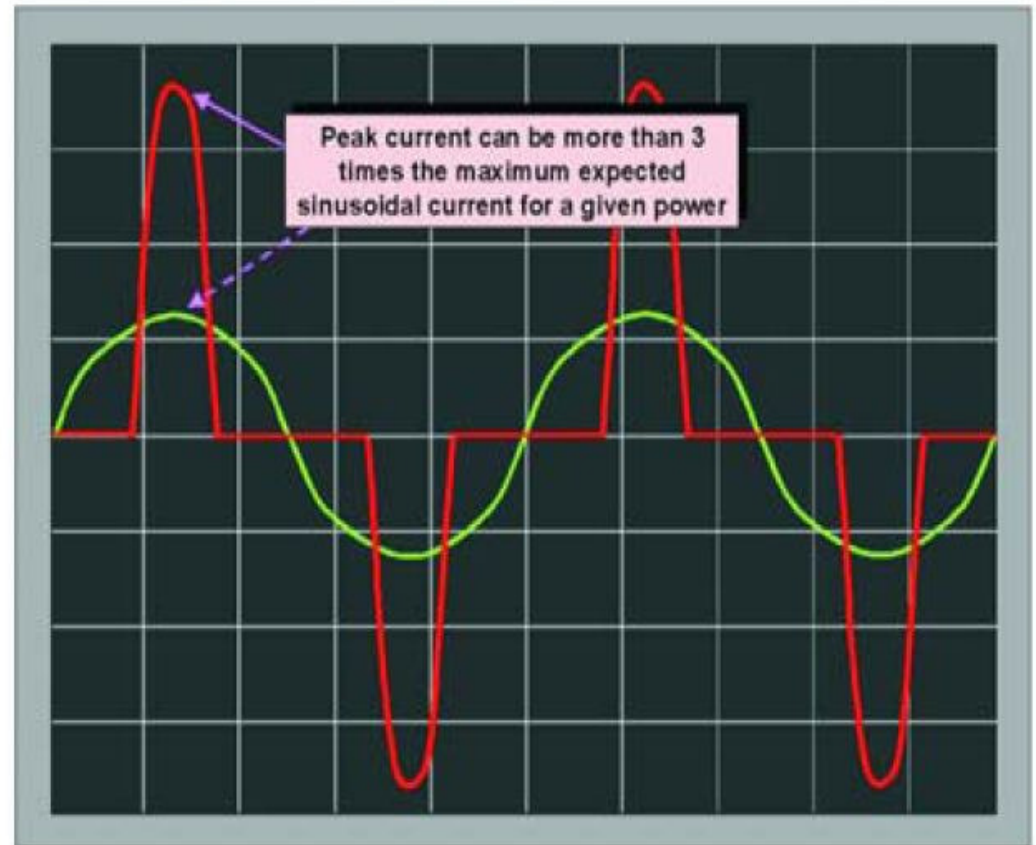 Peak current can be more than 3
times the maximum expected
sinusoidal current for a given power